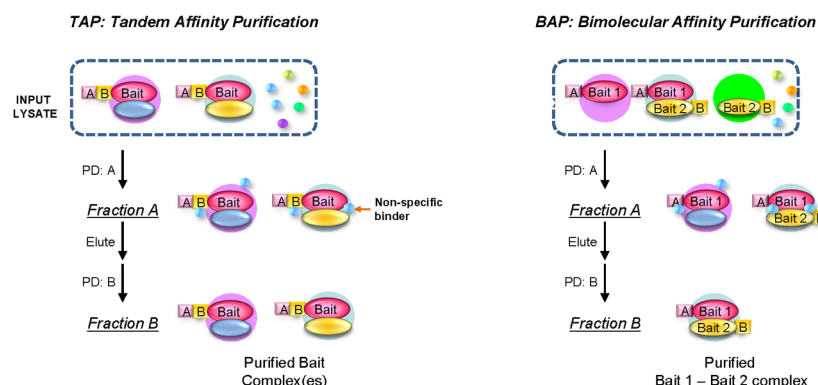 TAP: Tandem Affinity Purification
BAP: Bimolecular Affinity Purification
INPUT
LYSATE
A B Bait
A B Bait
A Bait 1
A Bait 1
Bait 2 B
Bait 2 B
PD: A
Fraction A
A B Bait
A B Bait
Non-specific
binder
Elute
PD: B
Fraction B
A B Bait
A B Bait
Purified Bait
Complex(es)
PD: A
Fraction A
A Bait 1
A Bait 1
Bait 2
Elute
PD: B
Fraction B
A Bait 1
Bait 2 B
Purified
Bait 1 – Bait 2 complex